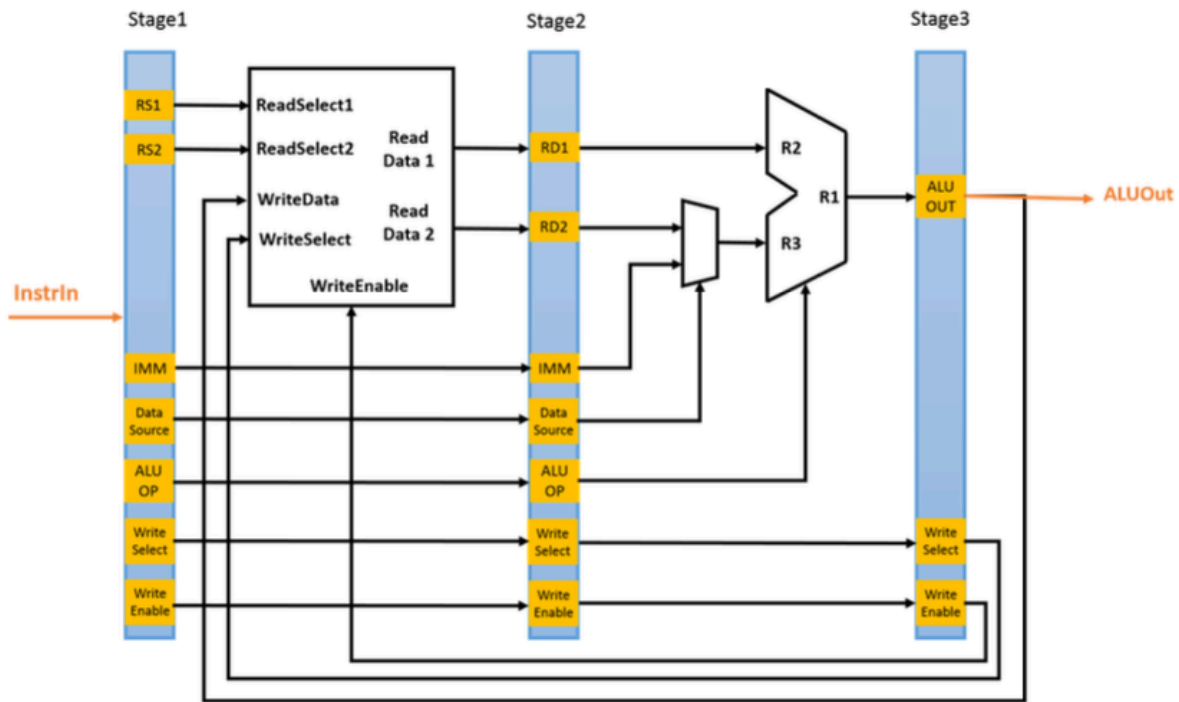 Stage1
Stage2
Stage3
RS1
ReadSelect1
RS2
ReadSelect2
Read
Data 1
RD1
R2
WriteData
R1
ALU
OUT
ALUOut
Read
Data 2
RD2
WriteSelect
R3
WriteEnable
InstrIn
IMM
IMM
Data
Source
Data
Source
ALU
OP
ALU
OP
Write
Select
Write
Select
Write
Select
Write
Enable
Write
Enable
Write
Enable